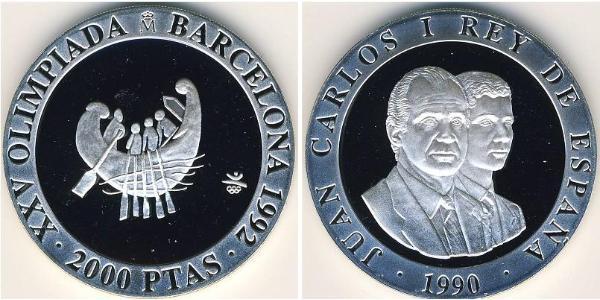 XXV OLIMPIADA M BARCELONA 1992
· 2000 PTAS ·
JUAN CARLOS I REY DE ESPAÑA
· 1990 ·